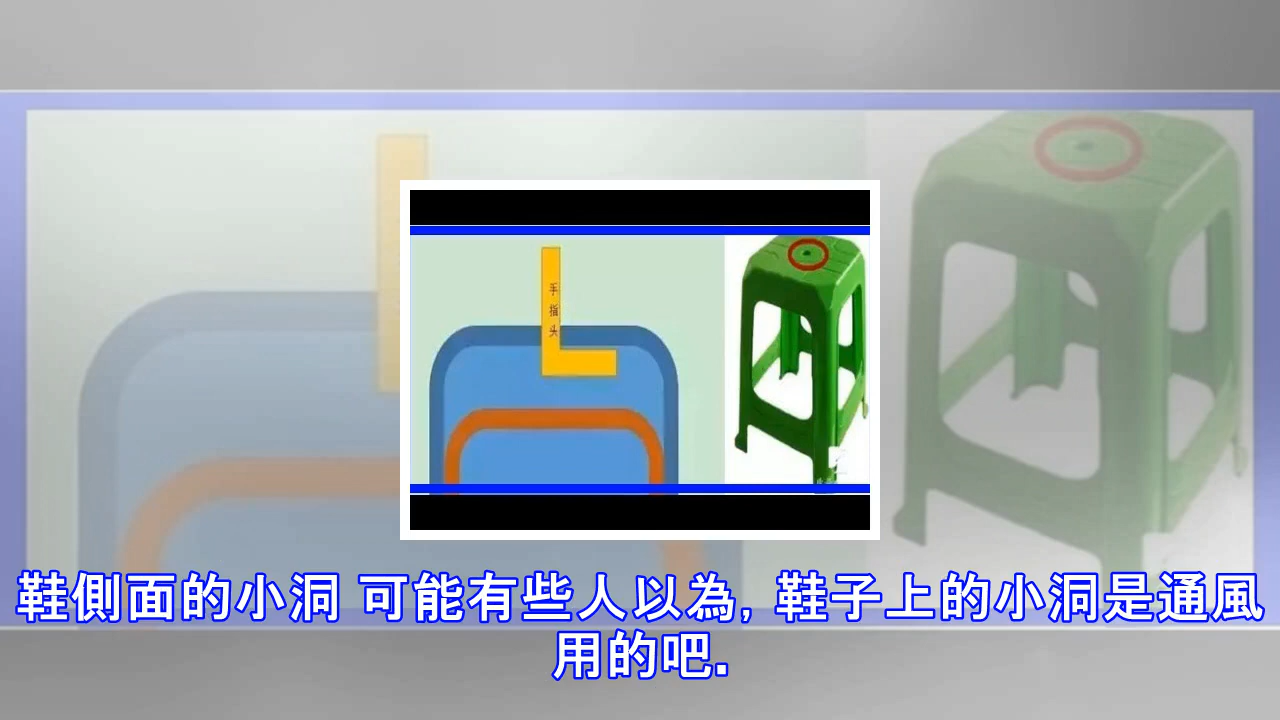 手
指
头
鞋側面的小洞 可能有些人以為, 鞋子上的小洞是通風
用的吧.